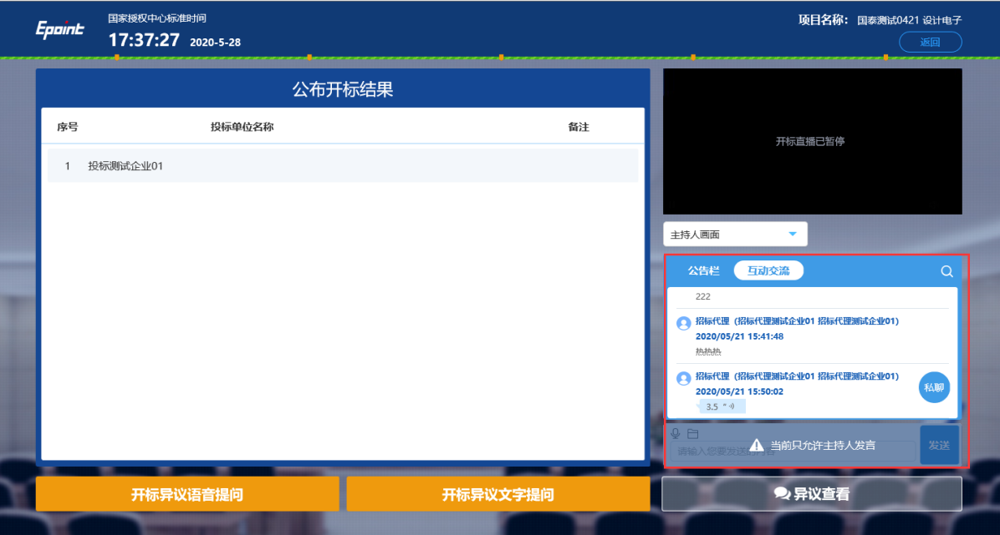 Epoint
国家授权中心标准时间
17:37:27 2020-5-28
项目名称： 国泰测试0421 设计电子
返回
公布开标结果
序号 投标单位名称 备注
1 投标测试企业01
开标直播已暂停
主持人画面
公告栏 互动交流
222
招标代理（招标代理测试企业01 招标代理测试企业01）
2020/05/21 15:41:48
热热热
招标代理（招标代理测试企业01 招标代理测试企业01）
2020/05/21 15:50:02
私聊
3.5 "
请输入您要发送的内容
当前只允许主持人发言
发送
开标异议语音提问
开标异议文字提问
异议查看